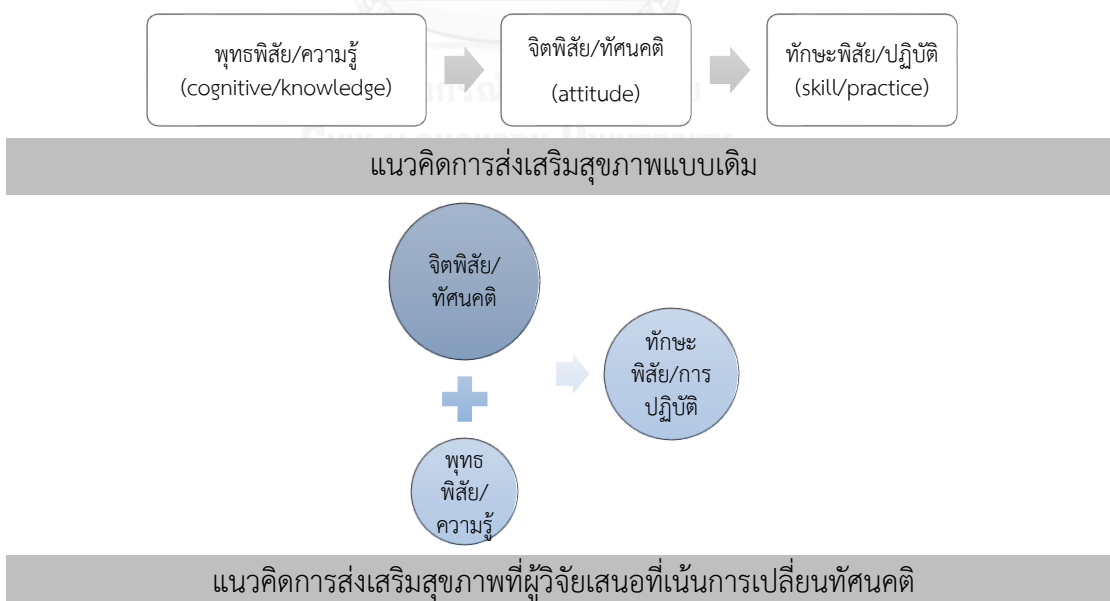 พุทธพิสัย/ความรู้
(cognitive/knowledge)
จิตพิสัย/ทัศนคติ
(attitude)
ทักษะพิสัย/ปฏิบัติ
(skill/practice)
แนวคิดการส่งเสริมสุขภาพแบบเดิม
จิตพิสัย/
ทัศนคติ
ทักษะ
พิสัย/การ
ปฏิบัติ
พุทธ
พิสัย/
ความรู้
แนวคิดการส่งเสริมสุขภาพที่ผู้วิจัยเสนอที่เน้นการเปลี่ยนทัศนคติ